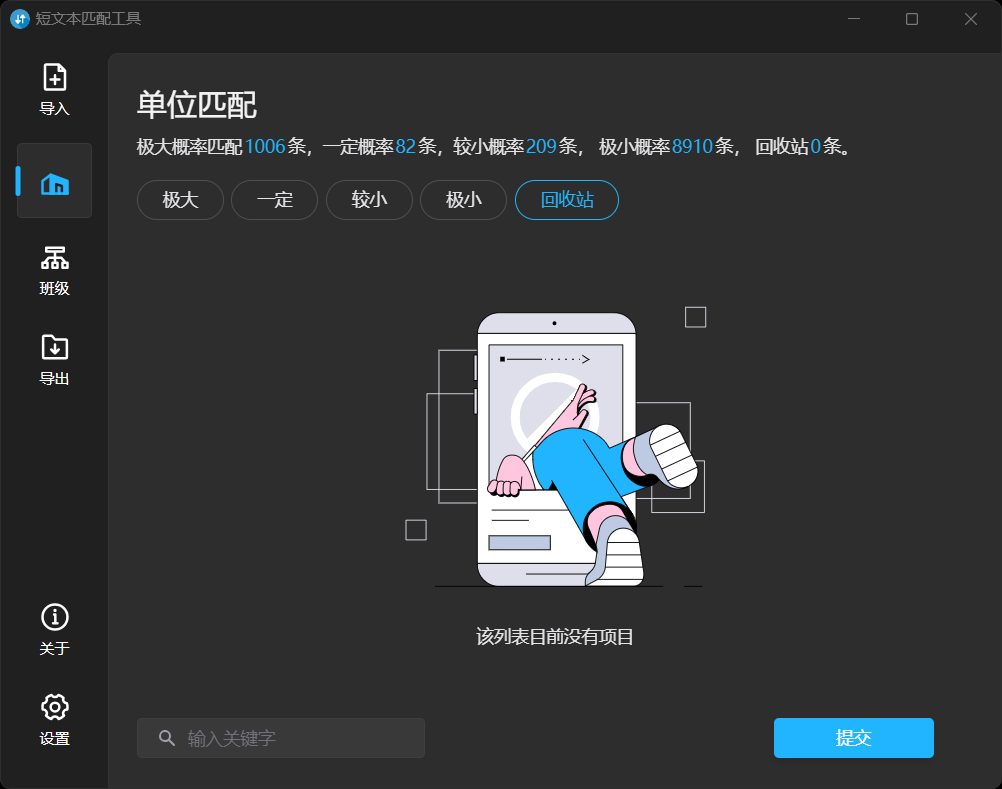 短文本匹配工具
导入
班级
导出
关于
设置
单位匹配
极大概率匹配1006条，一定概率82条，较小概率209条， 极小概率8910条， 回收站0条。
极大 一定 较小 极小 回收站
该列表目前没有项目
输入关键字
提交